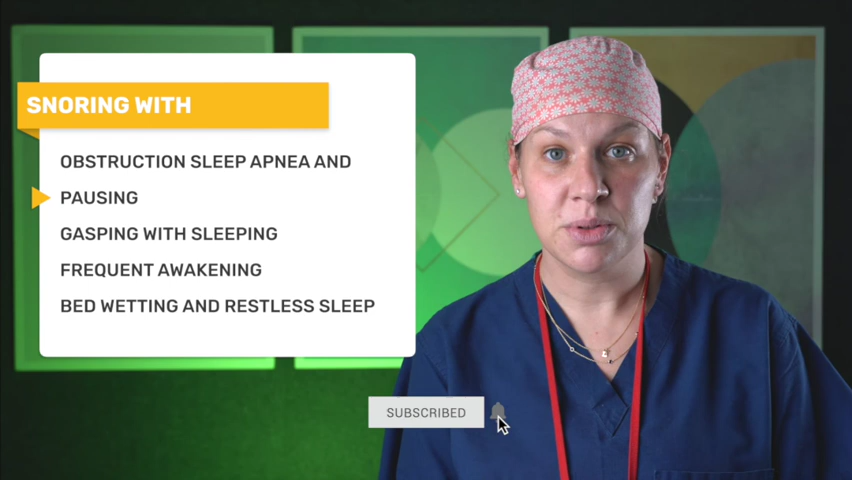 SNORING WITH
OBSTRUCTION SLEEP APNEA AND
PAUSING
GASPING WITH SLEEPING
FREQUENT AWAKENING
BED WETTING AND RESTLESS SLEEP
SUBSCRIBED